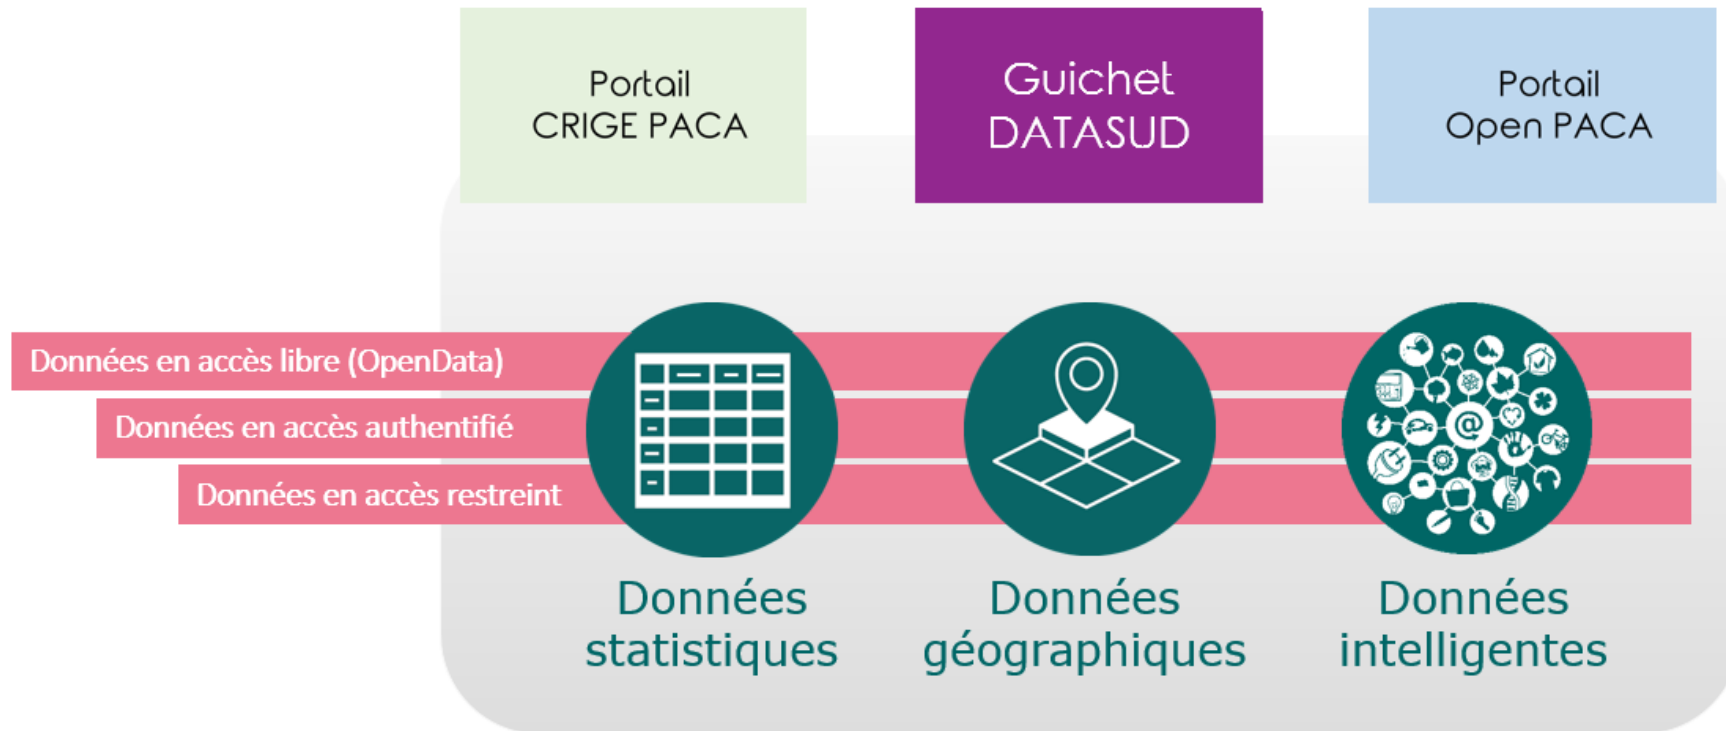 Portail
CRIGE PACA
Guichet
DATASUD
Portail
Open PACA
Données en accès libre (OpenData)
Données en accès authentifié
Données en accès restreint
@
Données
statistiques
Données
géographiques
Données
intelligentes